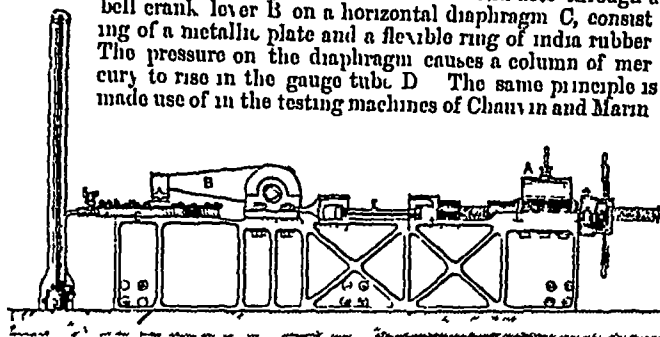 bell crank lover B on a horizontal diaphragm C, consist
ing of a metallic plate and a flexible ring of india rubber
The pressure on the diaphragm causes a column of mer
cury to rise in the gauge tube D The same principle is
made use of in the testing machines of Chauvin and Marin
B
A